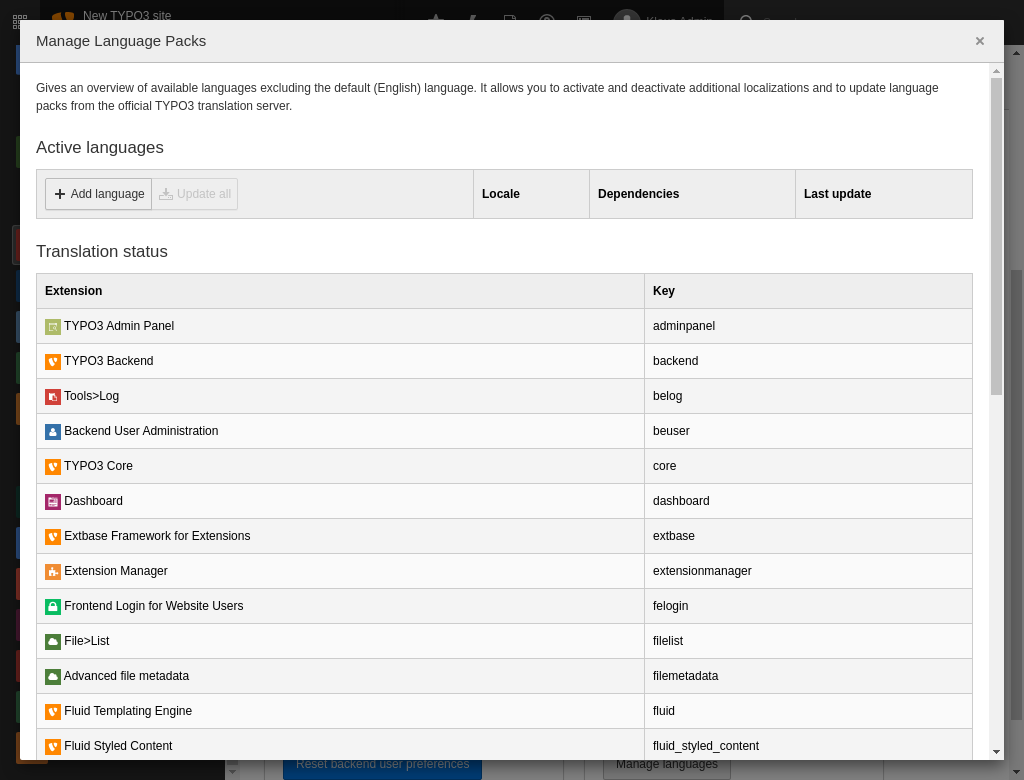 New TYPO3 site
Manage Language Packs
×
Gives an overview of available languages excluding the default (English) language. It allows you to activate and deactivate additional localizations and to update language
packs from the official TYPO3 translation server.
Active languages
Add language Update all Locale Dependencies Last update
Translation status
Extension Key
TYPO3 Admin Panel adminpanel
TYPO3 Backend backend
Tools>Log belog
Backend User Administration beuser
TYPO3 Core core
Dashboard dashboard
Extbase Framework for Extensions extbase
Extension Manager extensionmanager
Frontend Login for Website Users felogin
File>List filelist
Advanced file metadata filemetadata
Fluid Templating Engine fluid
Fluid Styled Content fluid_styled_content
Reset backend user preferences Manage languages